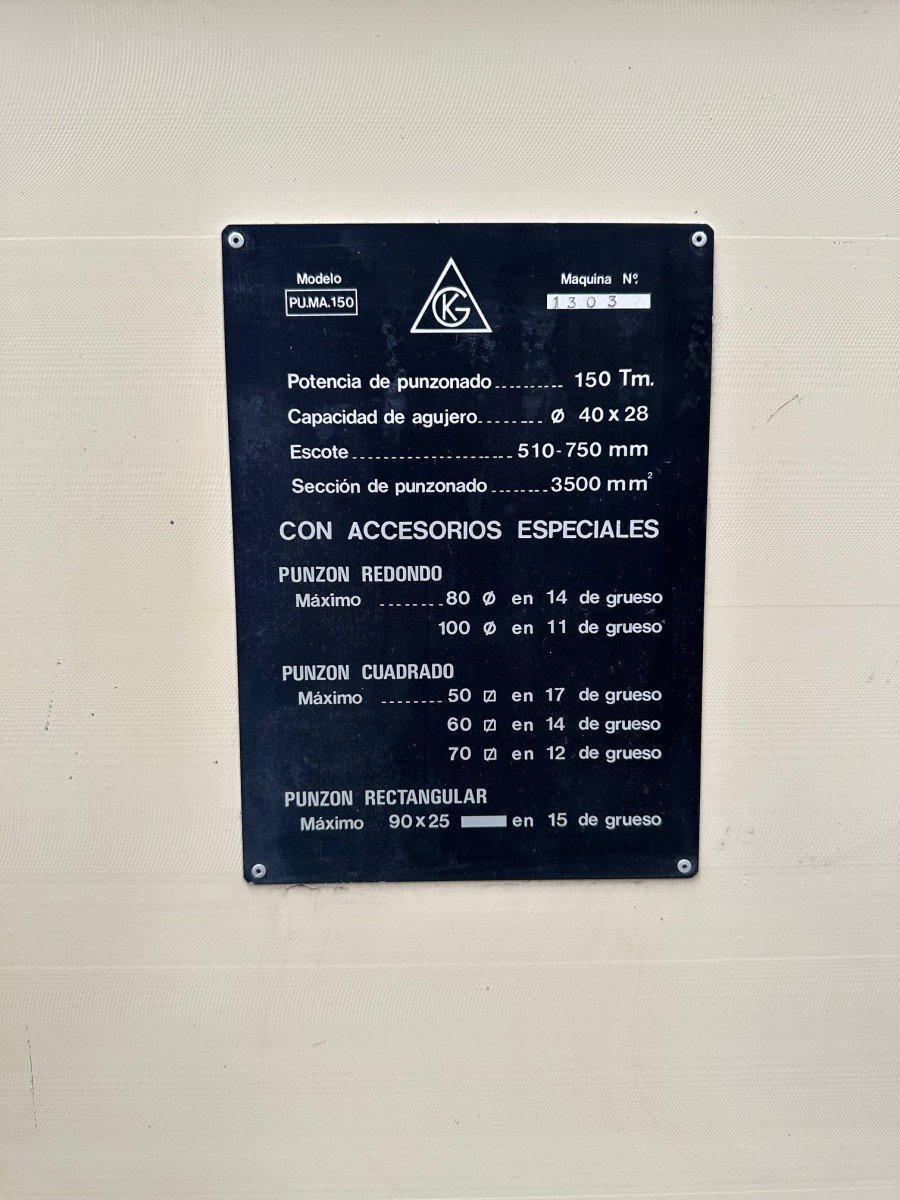 Modelo
PU.MA.150
KG
Maquina Nº.
1303
Potencia de punzonado.......... 150 Tm.
Capacidad de agujero.......... Ø 40 x 28
Escote....................... 510-750 mm
Sección de punzonado........ 3500 mm²
CON ACCESORIOS ESPECIALES
PUNZON REDONDO
Máximo ........ 80 Ø en 14 de grueso
100 Ø en 11 de grueso
PUNZON CUADRADO
Máximo ........ 50 ⍁ en 17 de grueso
60 ⍁ en 14 de grueso
70 ⍁ en 12 de grueso
PUNZON RECTANGULAR
Máximo 90x25 ▬ en 15 de grueso